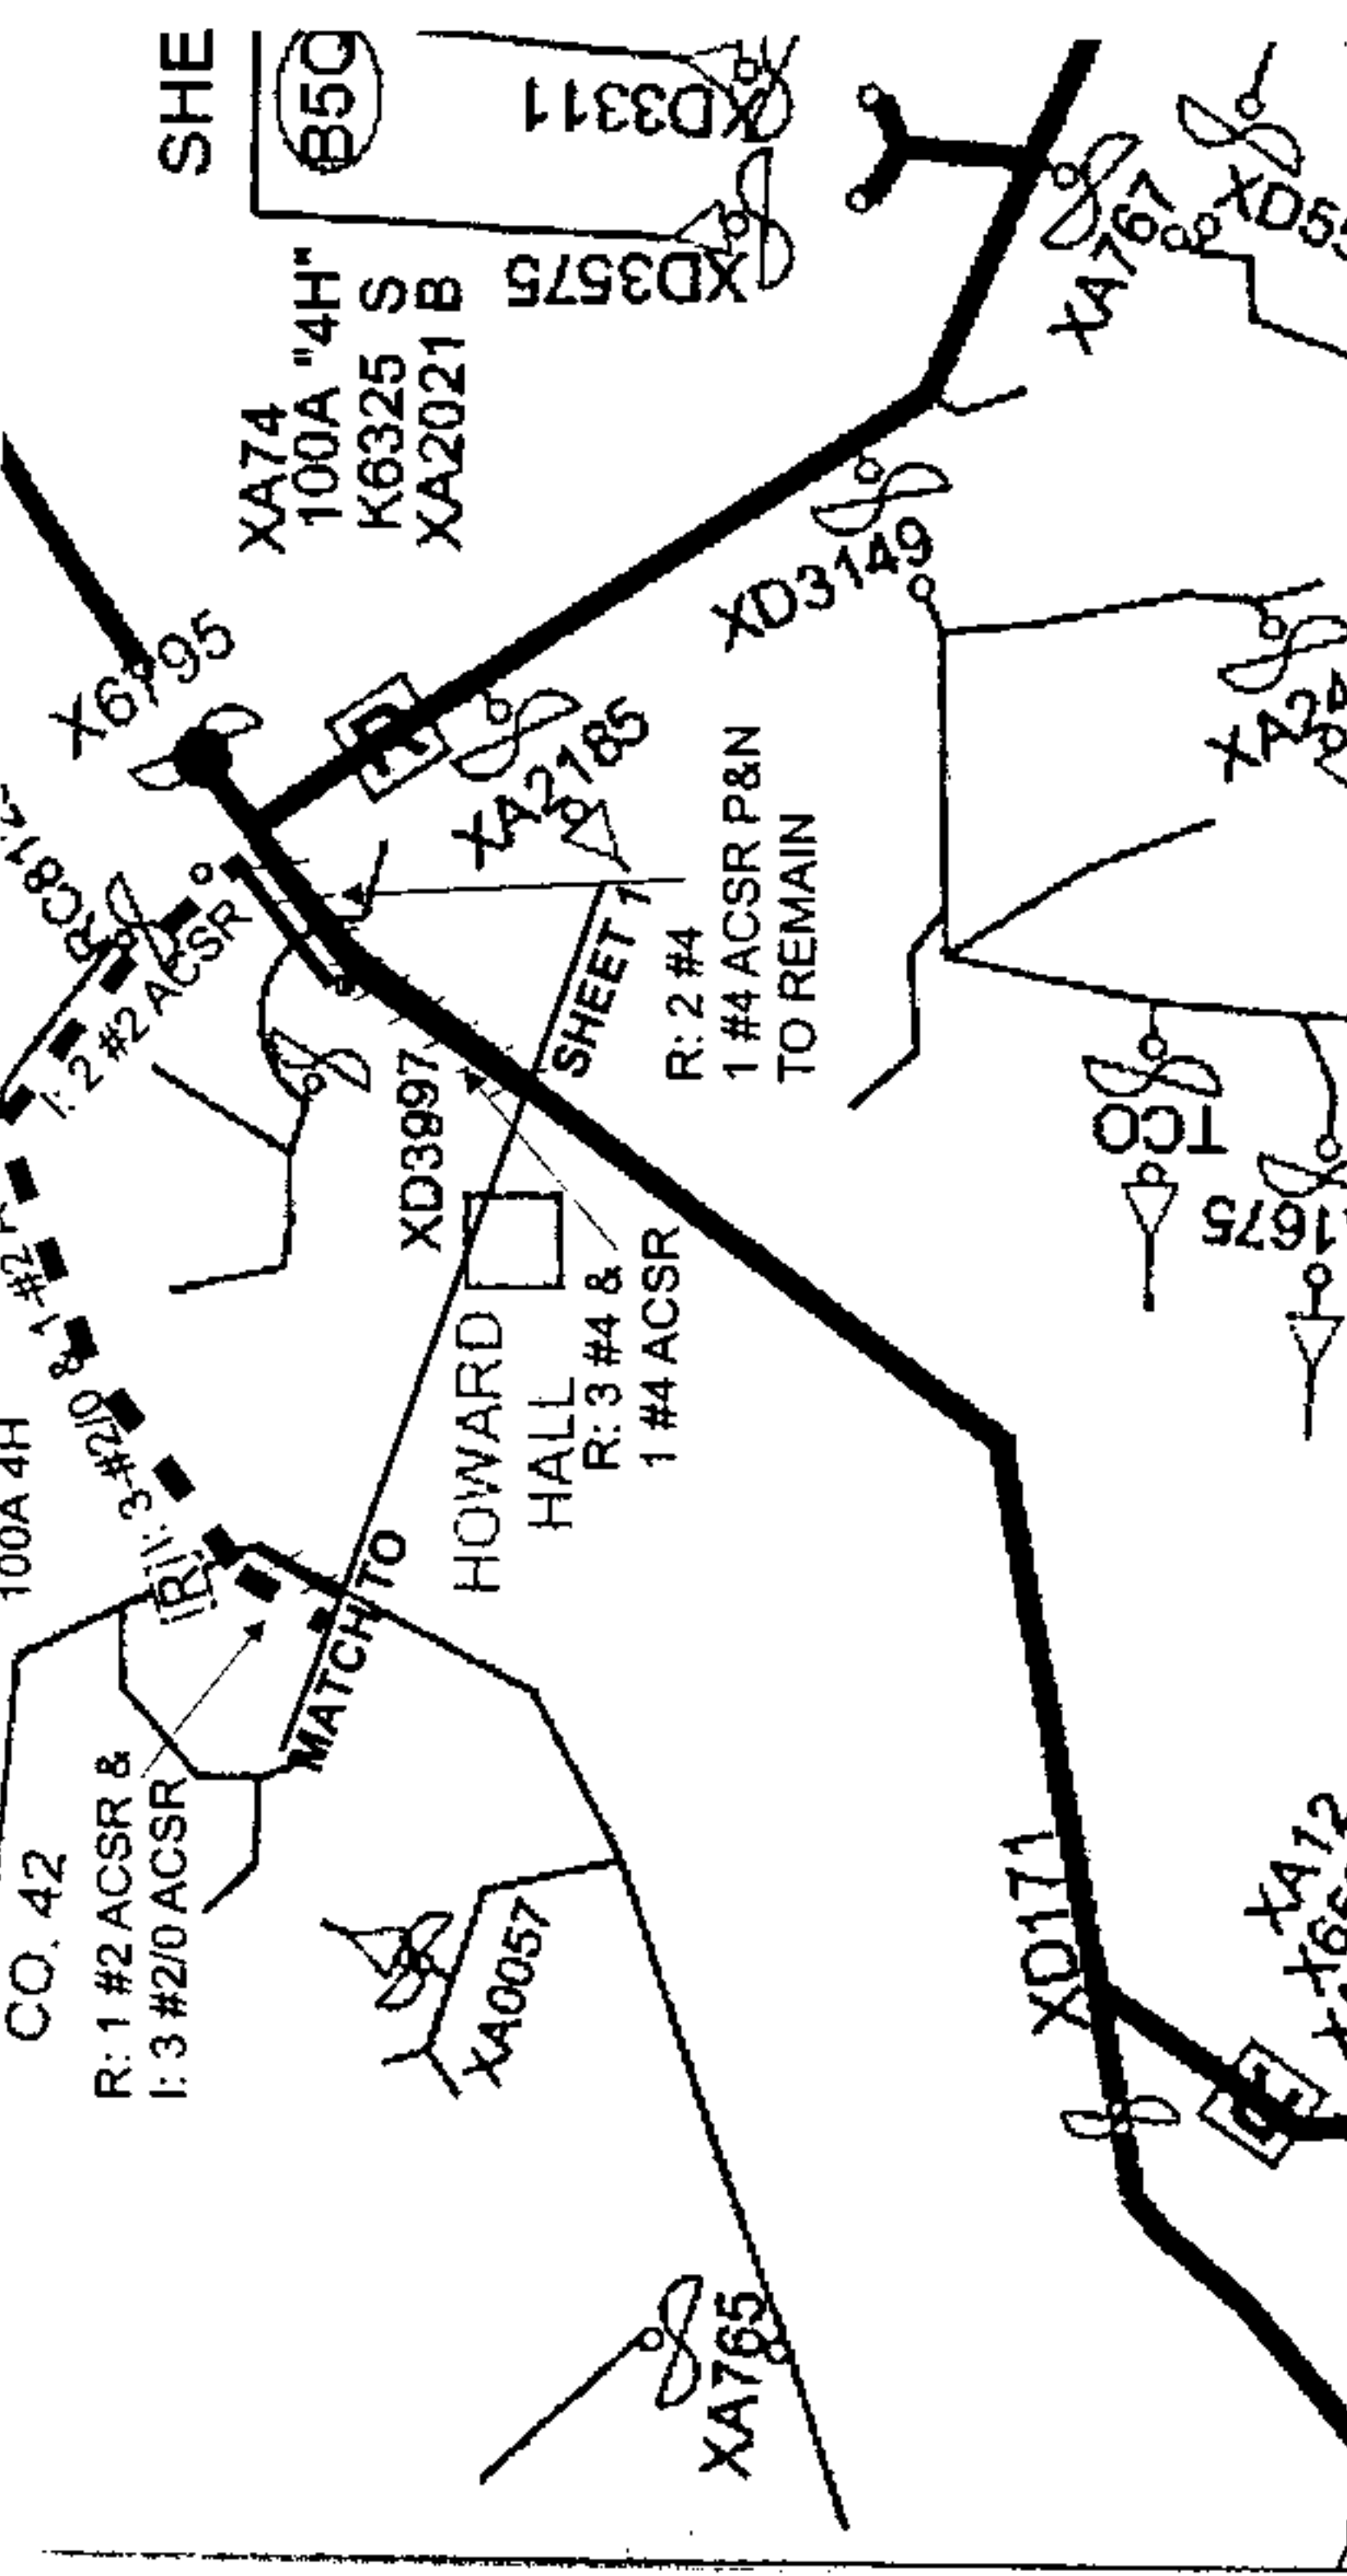 SHE
B5Q
XD3311
XD3575
XA74
100A "4H"
K6325 S
XA2021 B
XA767
X6795
XD3149
XA2185
I: 2 #2 ACSR
SHEET 1
R: 2 #4
1 #4 ACSR P&N
TO REMAIN
XD3997
TCO
HOWARD
HALL
R: 3 #4 &
1 #4 ACSR
100A 4H
R
R
MATCH TO
CO. 42
R: 1 #2 ACSR &
I: 3 #2/0 ACSR
XA0057
XD171
XA765